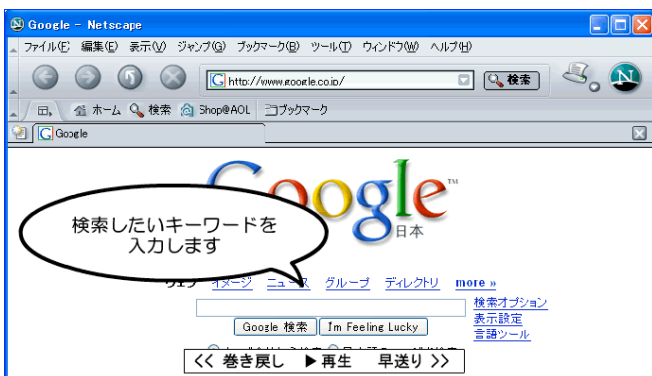 Google - Netscape
ファイル(F) 編集(E) 表示(V) ジャンプ(G) ブックマーク(B) ツール(T) ウィンドウ(W) ヘルプ(H)
http://www.google.co.jp/ 検索
ホーム 検索 Shop@AOL ブックマーク
Google
Google™
日本
検索したいキーワードを
入力します
イメージ ニュース グループ ディレクトリ more »
検索オプション
Google 検索 I'm Feeling Lucky 表示設定
言語ツール
<< 巻き戻し ▶再生 早送り >>